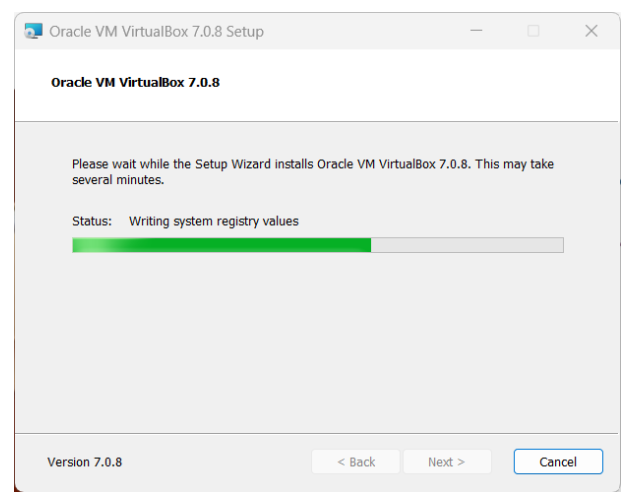 Oracle VM VirtualBox 7.0.8 Setup
Oracle VM VirtualBox 7.0.8
Please wait while the Setup Wizard installs Oracle VM VirtualBox 7.0.8. This may take
several minutes.
Status: Writing system registry values
Version 7.0.8
< Back
Next >
Cancel